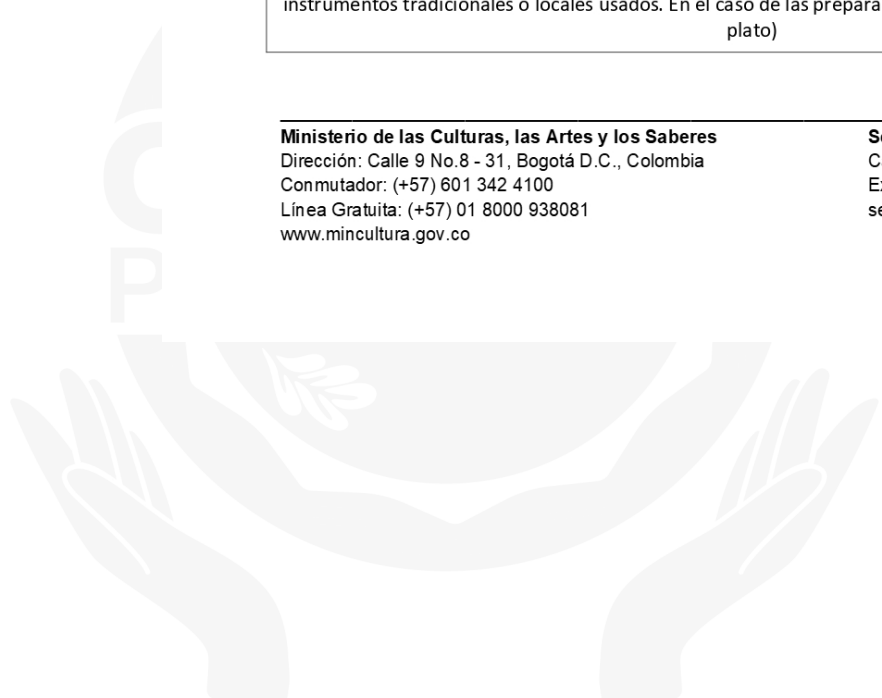 instrumentos tradicionales o locales usados. En el caso de las prepara
plato)
Ministerio de las Culturas, las Artes y los Saberes
Dirección: Calle 9 No.8 - 31, Bogotá D.C., Colombia
Conmutador: (+57) 601 342 4100
Línea Gratuita: (+57) 01 8000 938081
www.mincultura.gov.co